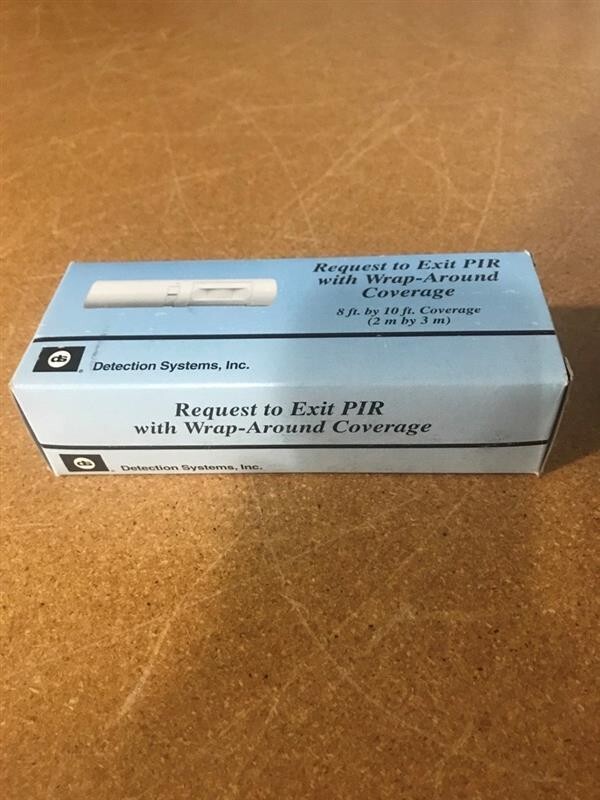 Request to Exit PIR
with Wrap-Around
Coverage
8 ft. by 10 ft. Coverage
(2 m by 3 m)
ds ® Detection Systems, Inc.
Request to Exit PIR
with Wrap-Around Coverage
ds ® Detection Systems, Inc.